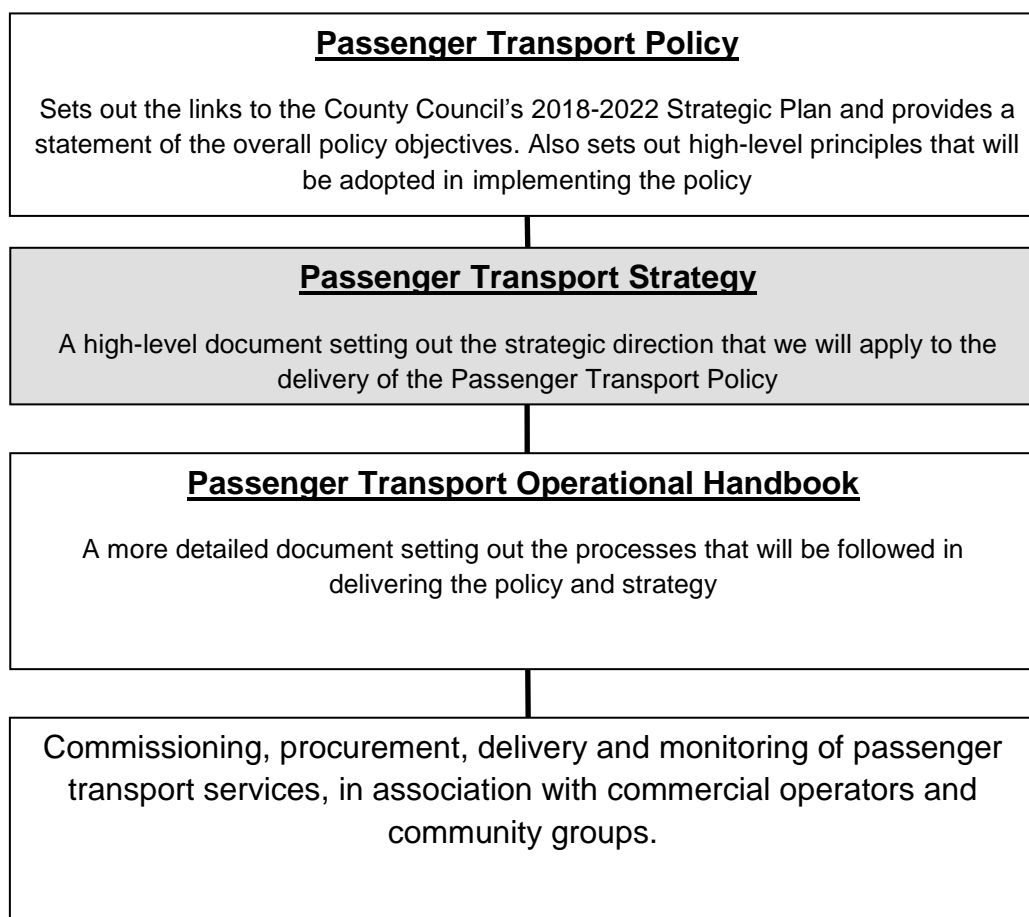 Passenger Transport Policy
Sets out the links to the County Council’s 2018-2022 Strategic Plan and provides a
statement of the overall policy objectives. Also sets out high-level principles that will
be adopted in implementing the policy
Passenger Transport Strategy
A high-level document setting out the strategic direction that we will apply to the
delivery of the Passenger Transport Policy
Passenger Transport Operational Handbook
A more detailed document setting out the processes that will be followed in
delivering the policy and strategy
Commissioning, procurement, delivery and monitoring of passenger
transport services, in association with commercial operators and
community groups.